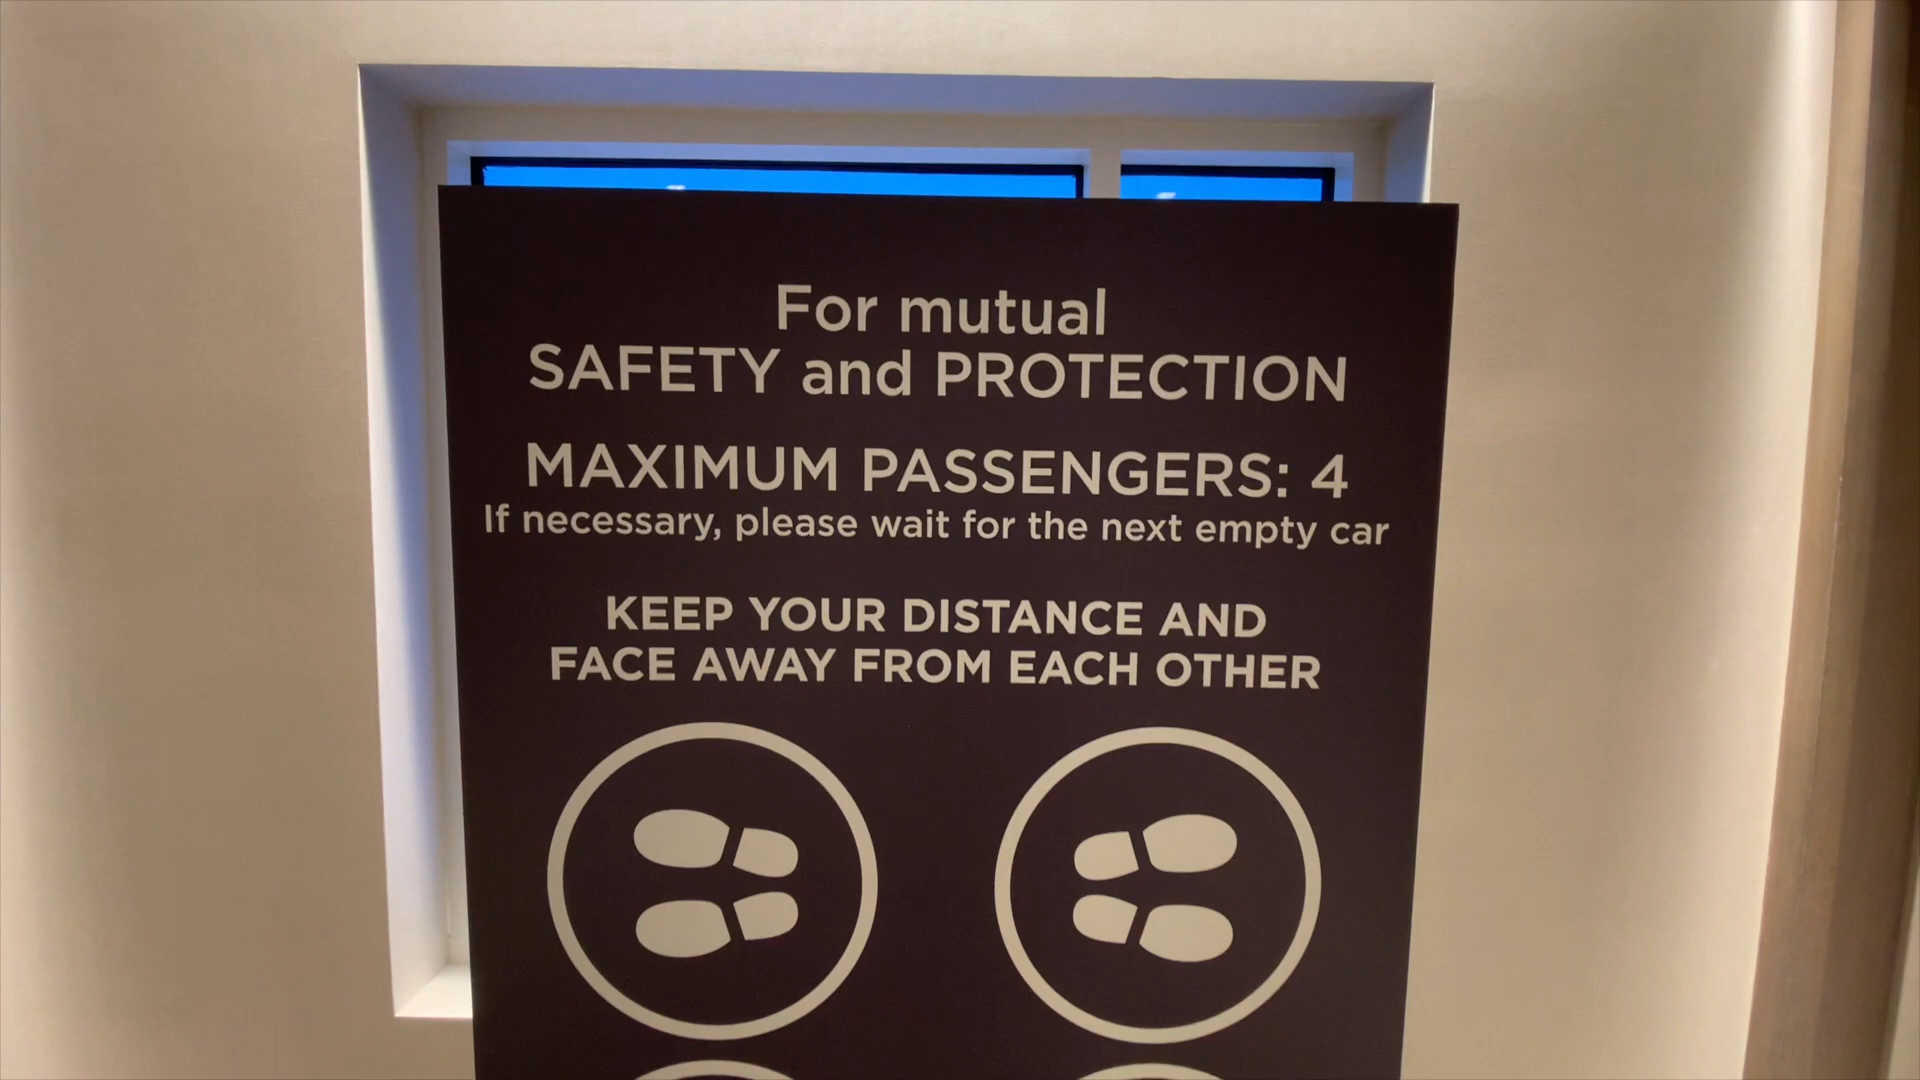 For mutual
SAFETY and PROTECTION
MAXIMUM PASSENGERS: 4
If necessary, please wait for the next empty car
KEEP YOUR DISTANCE AND
FACE AWAY FROM EACH OTHER